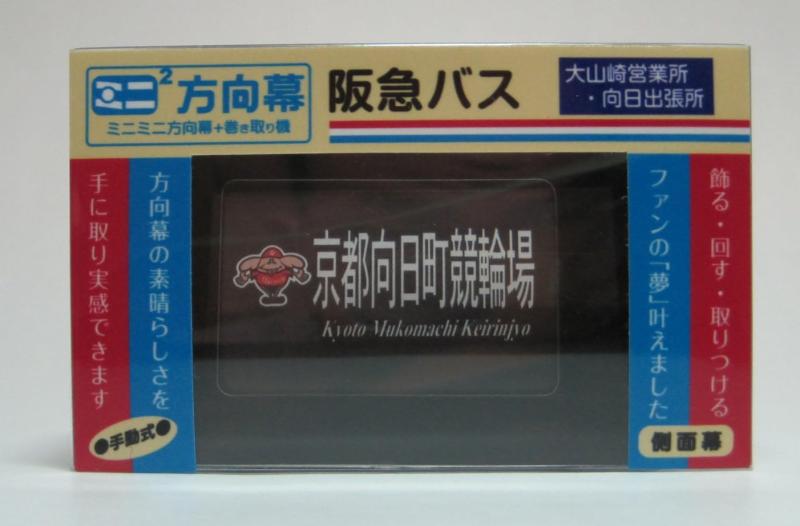 ミニ²方向幕
ミニミニ方向幕+巻き取り機
阪急バス
大山崎営業所
・向日出張所
飾る・回す・取りつける
ファンの「夢」叶えました
方向幕の素晴らしさを
手に取り実感できます
京都向日町競輪場
Kyoto Mukomachi Keirinjyo
●手動式●
側面幕